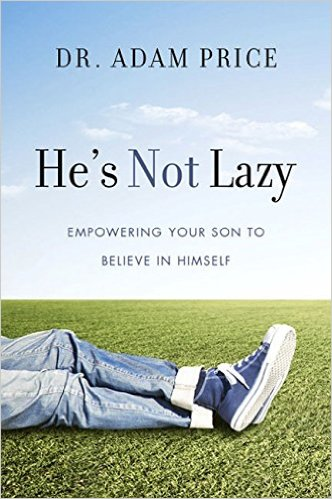 DR. ADAM PRICE
He's Not Lazy
EMPOWERING YOUR SON TO
BELIEVE IN HIMSELF